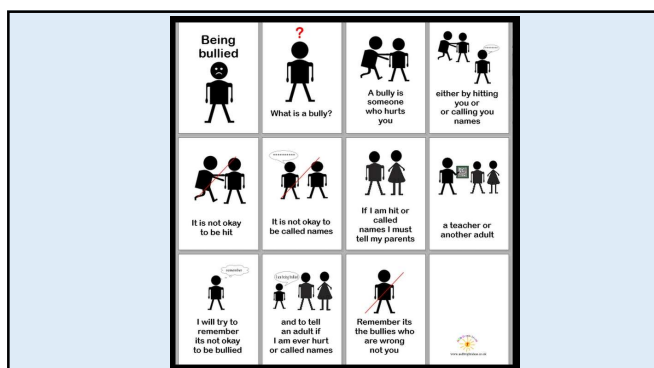 Being
bullied
?
What is a bully?
A bully is
someone
who hurts
you
either by hitting
you or
or calling you
names
It is not okay
to be hit
It is not okay to
be called names
If I am hit or
called
names I must
tell my parents
a teacher or
another adult
remember
I will try to
remember
its not okay
to be bullied
and to tell
an adult if
I am ever hurt
or called names
Remember its
the bullies who
are wrong
not you